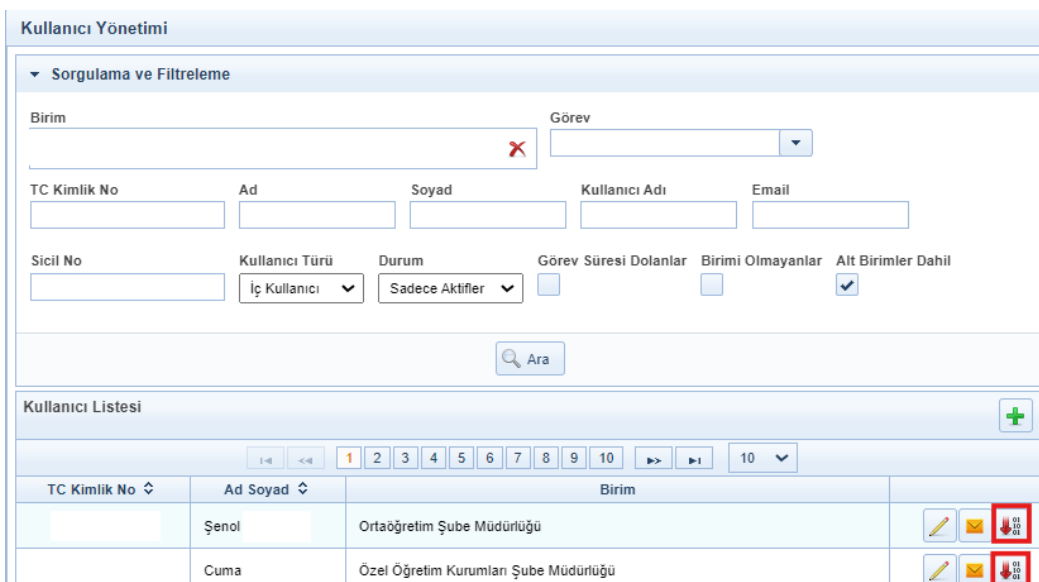 Kullanıcı Yönetimi
Sorgulama ve Filtreleme
Birim Görev
TC Kimlik No Ad Soyad Kullanıcı Adı Email
Sicil No Kullanıcı Türü Durum Görev Süresi Dolanlar Birimi Olmayanlar Alt Birimler Dahil
İç Kullanıcı Sadece Aktifler
Ara
Kullanıcı Listesi
1 2 3 4 5 6 7 8 9 10 10
TC Kimlik No Ad Soyad Birim
Şenol Ortaöğretim Şube Müdürlüğü
Cuma Özel Öğretim Kurumları Şube Müdürlüğü